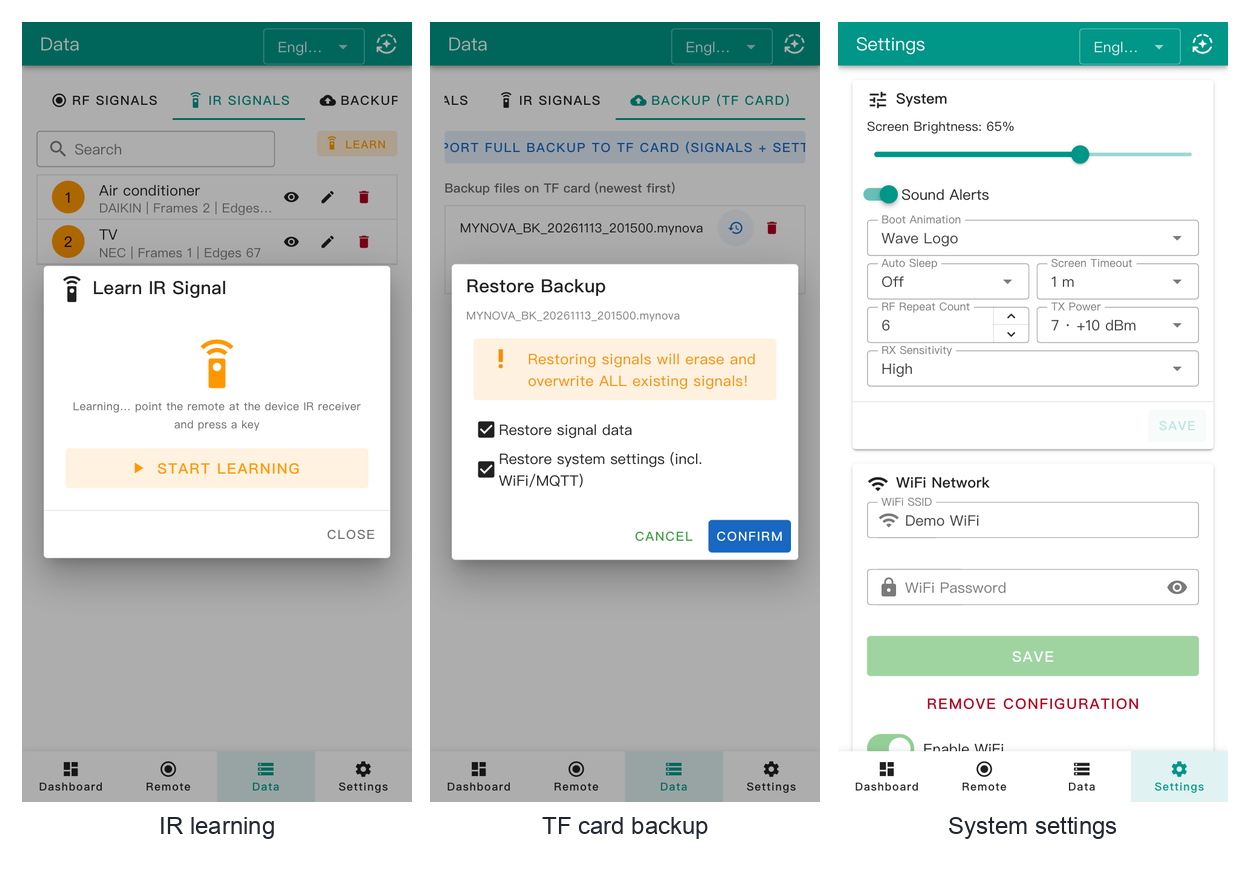 Data
Engl...
RF SIGNALS
IR SIGNALS
BACKUP
Search
LEARN
1
Air conditioner
DAIKIN | Frames 2 | Edges...
2
TV
NEC | Frames 1 | Edges 67
Learn IR Signal
Learning... point the remote at the device IR receiver
and press a key
START LEARNING
CLOSE
Dashboard
Remote
Data
Settings
IR learning
Data
Engl...
ALS
IR SIGNALS
BACKUP (TF CARD)
PORT FULL BACKUP TO TF CARD (SIGNALS + SETT
Backup files on TF card (newest first)
MYNOVA_BK_20261113_201500.mynova
Restore Backup
MYNOVA_BK_20261113_201500.mynova
Restoring signals will erase and
overwrite ALL existing signals!
Restore signal data
Restore system settings (incl.
WiFi/MQTT)
CANCEL
CONFIRM
Dashboard
Remote
Data
Settings
TF card backup
Settings
Engl...
System
Screen Brightness: 65%
Sound Alerts
Boot Animation
Wave Logo
Auto Sleep
Off
Screen Timeout
1 m
RF Repeat Count
6
TX Power
7 · +10 dBm
RX Sensitivity
High
SAVE
WiFi Network
WiFi SSID
Demo WiFi
WiFi Password
SAVE
REMOVE CONFIGURATION
Enable WiFi
Dashboard
Remote
Data
Settings
System settings